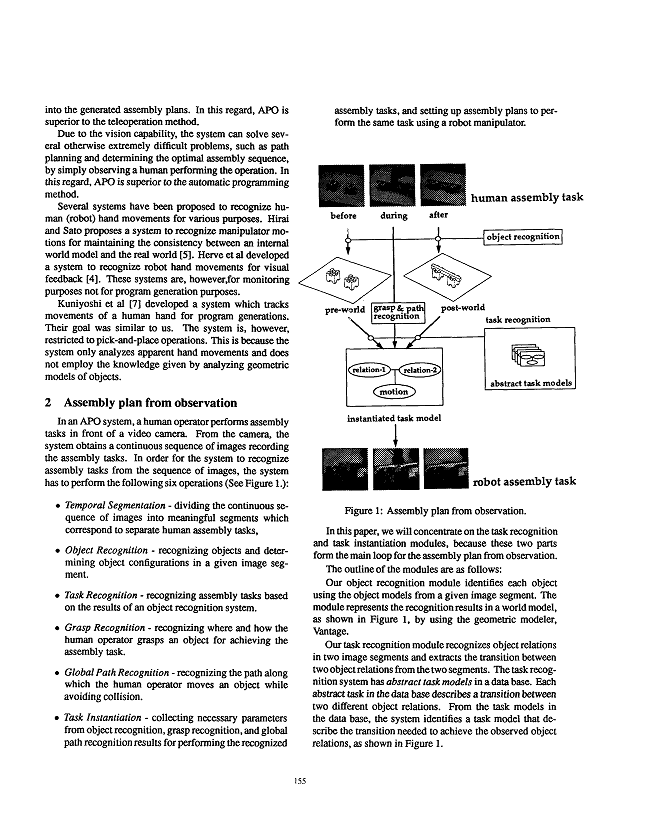 into the generated assembly plans. In this regard, APO is
superior to the teleoperation method.
Due to the vision capability, the system can solve sev-
eral otherwise extremely difficult problems, such as path
planning and determining the optimal assembly sequence,
by simply observing a human performing the operation. In
this regard, APO is superior to the automatic programming
method.
Several systems have been proposed to recognize hu-
man (robot) hand movements for various purposes. Hirai
and Sato proposes a system to recognize manipulator mo-
tions for maintaining the consistency between an internal
world model and the real world [5]. Herve et al developed
a system to recognize robot hand movements for visual
feedback [4]. These systems are, however,for monitoring
purposes not for program generation purposes.
Kuniyoshi et al [7] developed a system which tracks
movements of a human hand for program generations.
Their goal was similar to us. The system is, however,
restricted to pick-and-place operations. This is because the
system only analyzes apparent hand movements and does
not employ the knowledge given by analyzing geometric
models of objects.
2 Assembly plan from observation
In an APO system, a human operator performs assembly
tasks in front of a video camera. From the camera, the
system obtains a continuous sequence of images recording
the assembly tasks. In order for the system to recognize
assembly tasks from the sequence of images, the system
has to perform the following six operations (See Figure 1.):
• Temporal Segmentation - dividing the continuous se-
quence of images into meaningful segments which
correspond to separate human assembly tasks,
• Object Recognition - recognizing objects and deter-
mining object configurations in a given image seg-
ment.
• Task Recognition - recognizing assembly tasks based
on the results of an object recognition system.
• Grasp Recognition - recognizing where and how the
human operator grasps an object for achieving the
assembly task.
• Global Path Recognition - recognizing the path along
which the human operator moves an object while
avoiding collision.
• Task Instantiation - collecting necessary parameters
from object recognition, grasp recognition, and global
path recognition results for performing the recognized
assembly tasks, and setting up assembly plans to per-
form the same task using a robot manipulator.
human assembly task
before during after
object recognition
pre-world
grasp & path
recognition
post-world
task recognition
relation-1
relation-2
motion
abstract task models
instantiated task model
robot assembly task
Figure 1: Assembly plan from observation.
In this paper, we will concentrate on the task recognition
and task instantiation modules, because these two parts
form the main loop for the assembly plan from observation.
The outline of the modules are as follows:
Our object recognition module identifies each object
using the object models from a given image segment. The
module represents the recognition results in a world model,
as shown in Figure 1, by using the geometric modeler,
Vantage.
Our task recognition module recognizes object relations
in two image segments and extracts the transition between
two object relations from the two segments. The task recog-
nition system has abstract task models in a data base. Each
abstract task in the data base describes a transition between
two different object relations. From the task models in
the data base, the system identifies a task model that de-
scribe the transition needed to achieve the observed object
relations, as shown in Figure 1.
155